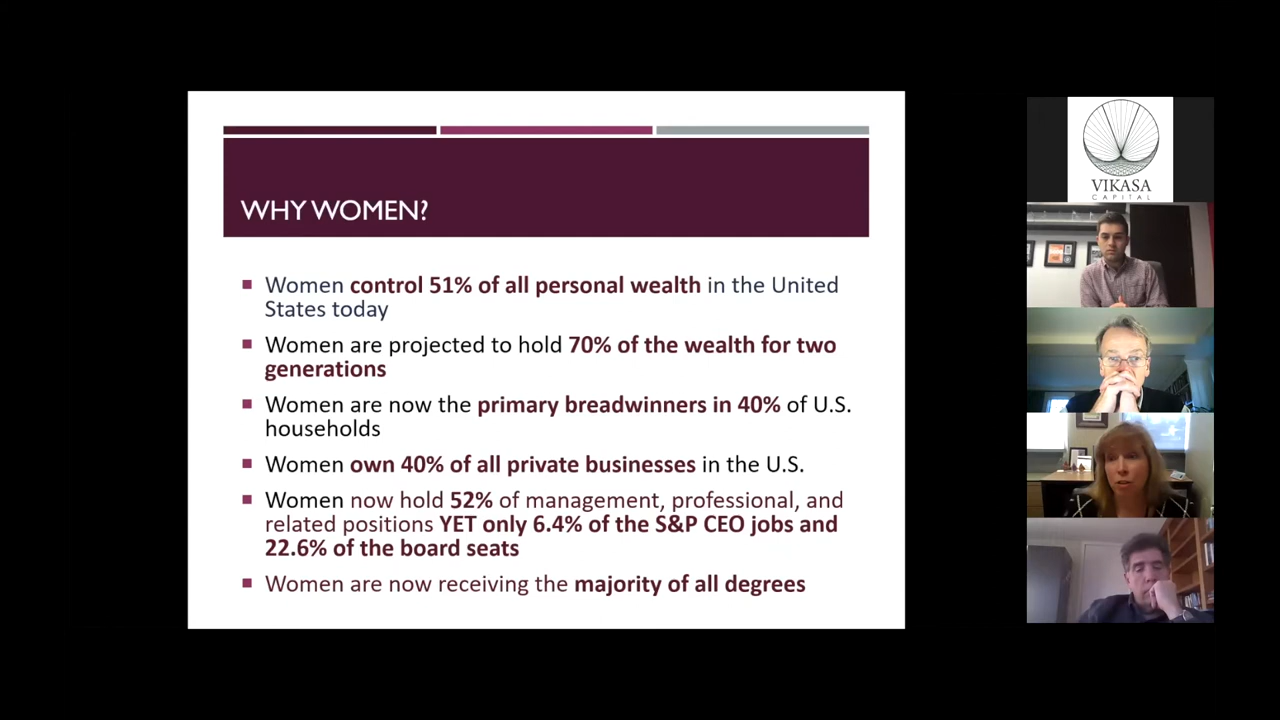 WHY WOMEN?
Women control 51% of all personal wealth in the United
States today
Women are projected to hold 70% of the wealth for two
generations
Women are now the primary breadwinners in 40% of U.S.
households
Women own 40% of all private businesses in the U.S.
Women now hold 52% of management, professional, and
related positions YET only 6.4% of the S&P CEO jobs and
22.6% of the board seats
Women are now receiving the majority of all degrees
VIKASA
CAPITAL